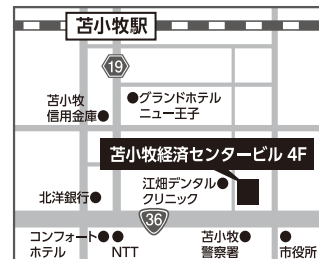 苫小牧駅
19
苫小牧
信用金庫●
●グランドホテル
ニュー王子
苫小牧経済センタービル 4F
北洋銀行●
江畑デンタル●
クリニック
36
コンフォート●
ホテル
●
NTT
苫小牧●
警察署
●
市役所